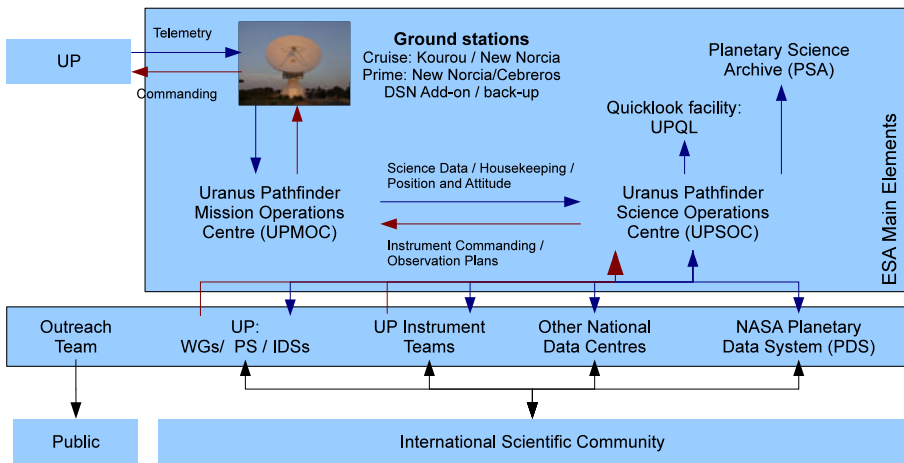 Telemetry
UP
Commanding
Ground stations
Cruise: Kourou / New Norcia
Prime: New Norcia/Cebreros
DSN Add-on / back-up
Planetary Science
Archive (PSA)
Quicklook facility:
UPQL
ESA Main Elements
Science Data / Housekeeping /
Position and Attitude
Uranus Pathfinder
Mission Operations
Centre (UPMOC)
Uranus Pathfinder
Science Operations
Centre (UPSOC)
Instrument Commanding /
Observation Plans
Outreach
Team
UP:
WGs/ PS / IDSs
UP Instrument
Teams
Other National
Data Centres
NASA Planetary
Data System (PDS)
Public
International Scientific Community